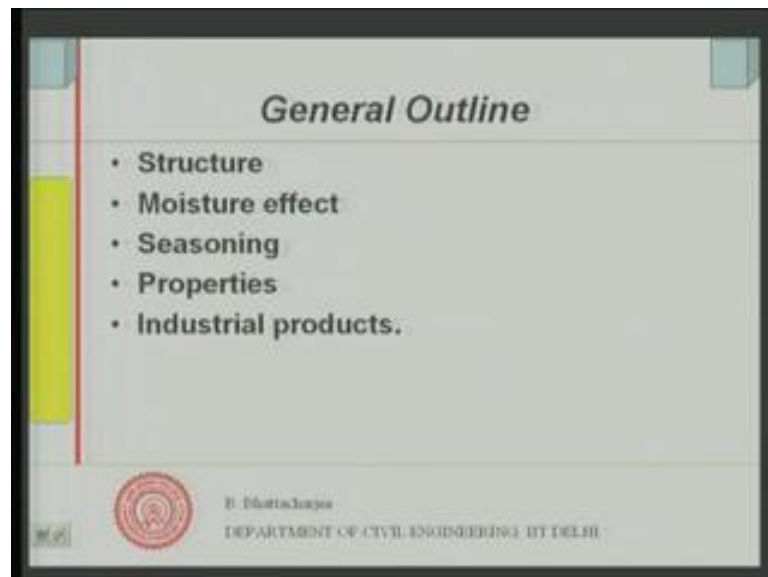 General Outline
• Structure
• Moisture effect
• Seasoning
• Properties
• Industrial products.
B. Bhattacharjee
DEPARTMENT OF CIVIL ENGINEERING, IIT DELHI